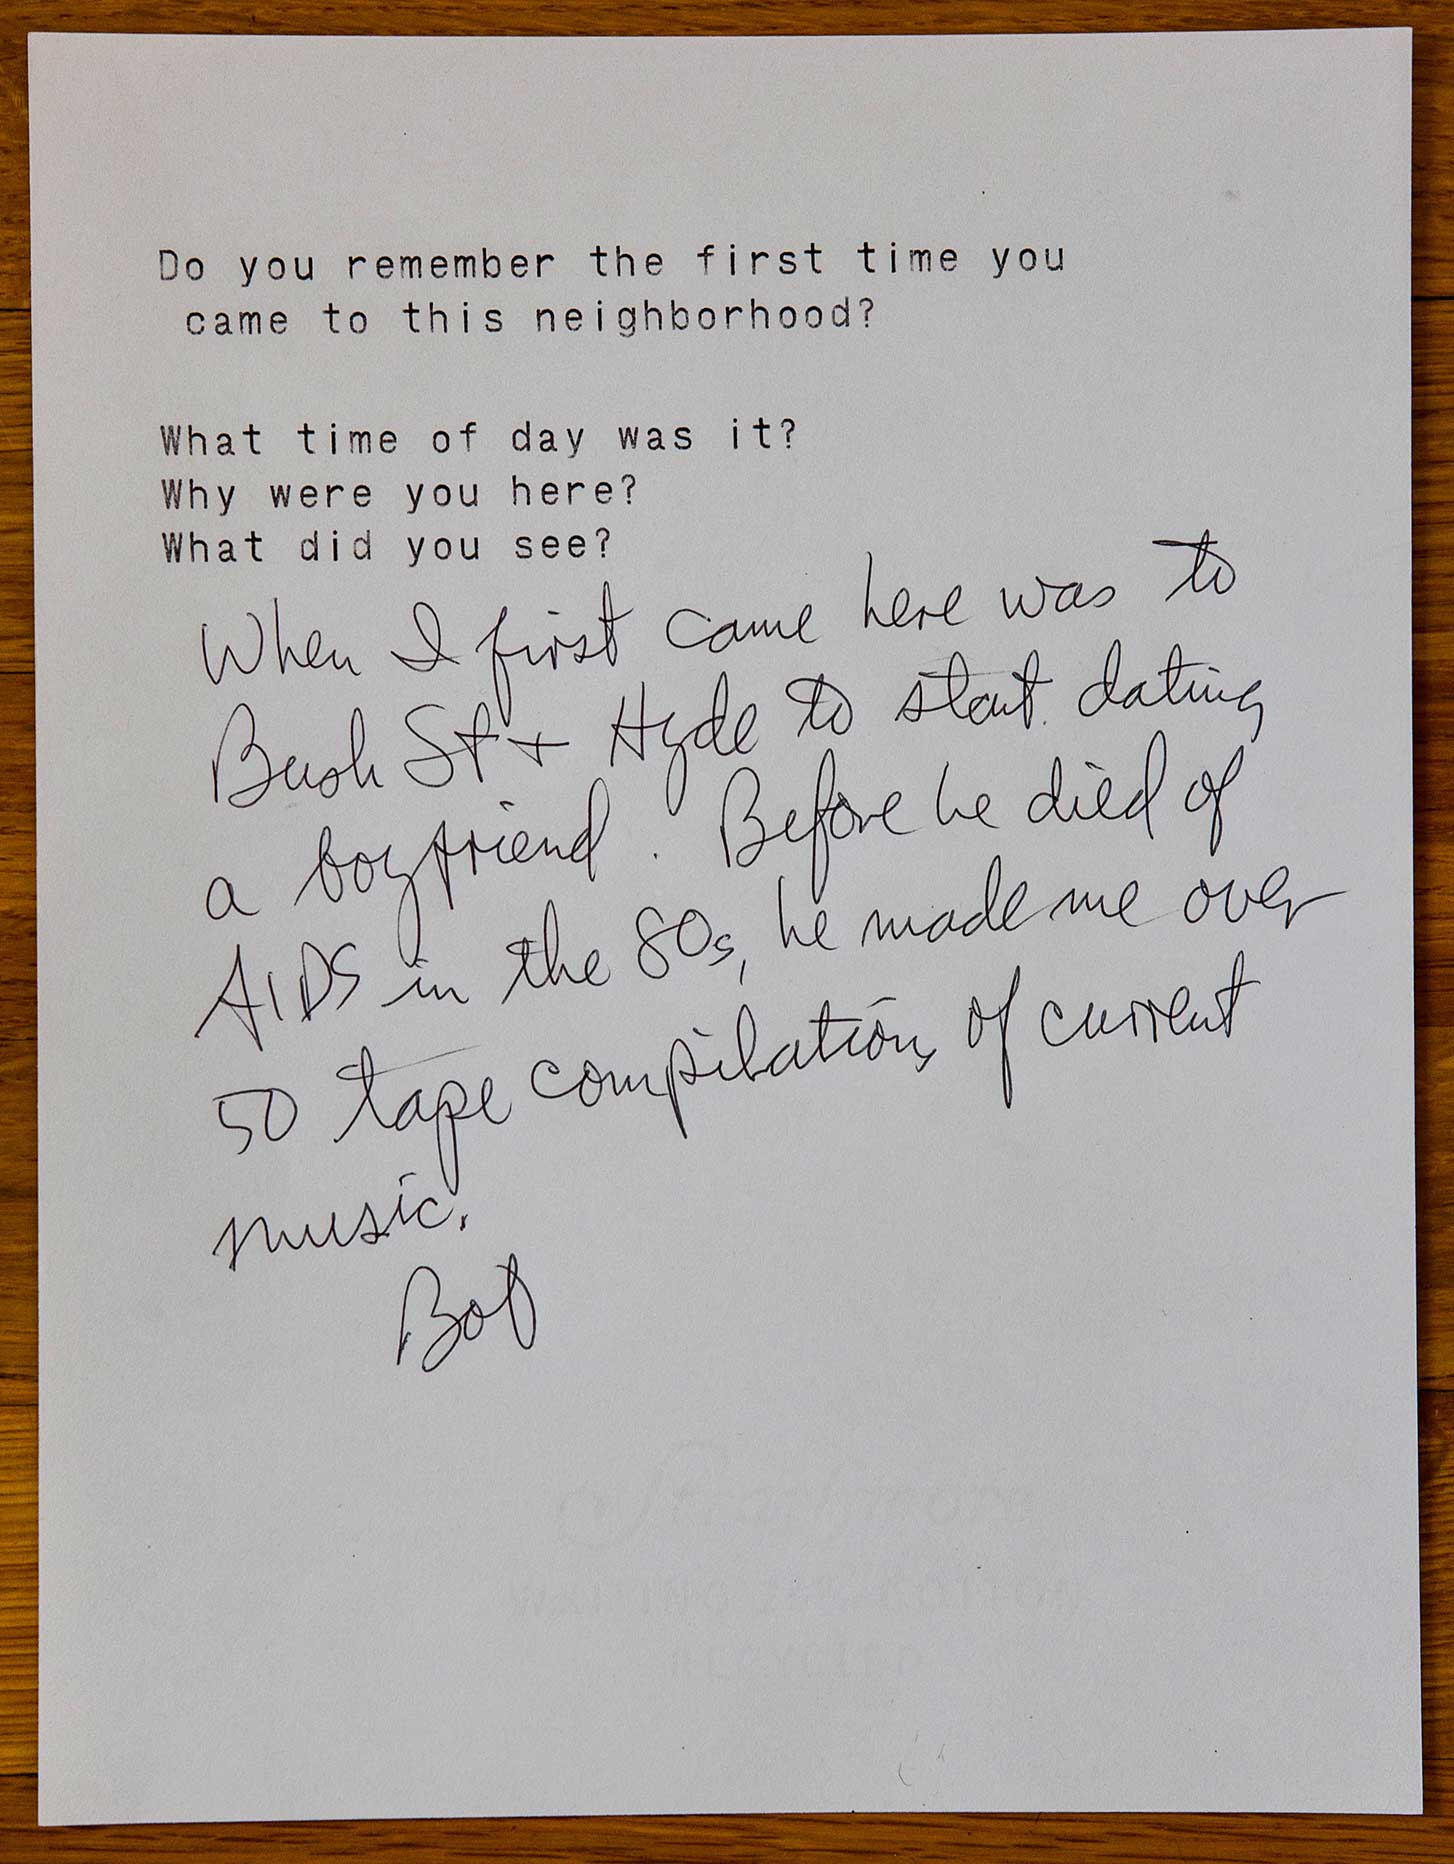 Do you remember the first time you
came to this neighborhood?
What time of day was it?
Why were you here?
What did you see?
When I first came here was to
Bush St + Hyde to start dating
a boyfriend. Before he died of
AIDS in the 80s, he made me over
50 tape compilations of current
music.
Bob